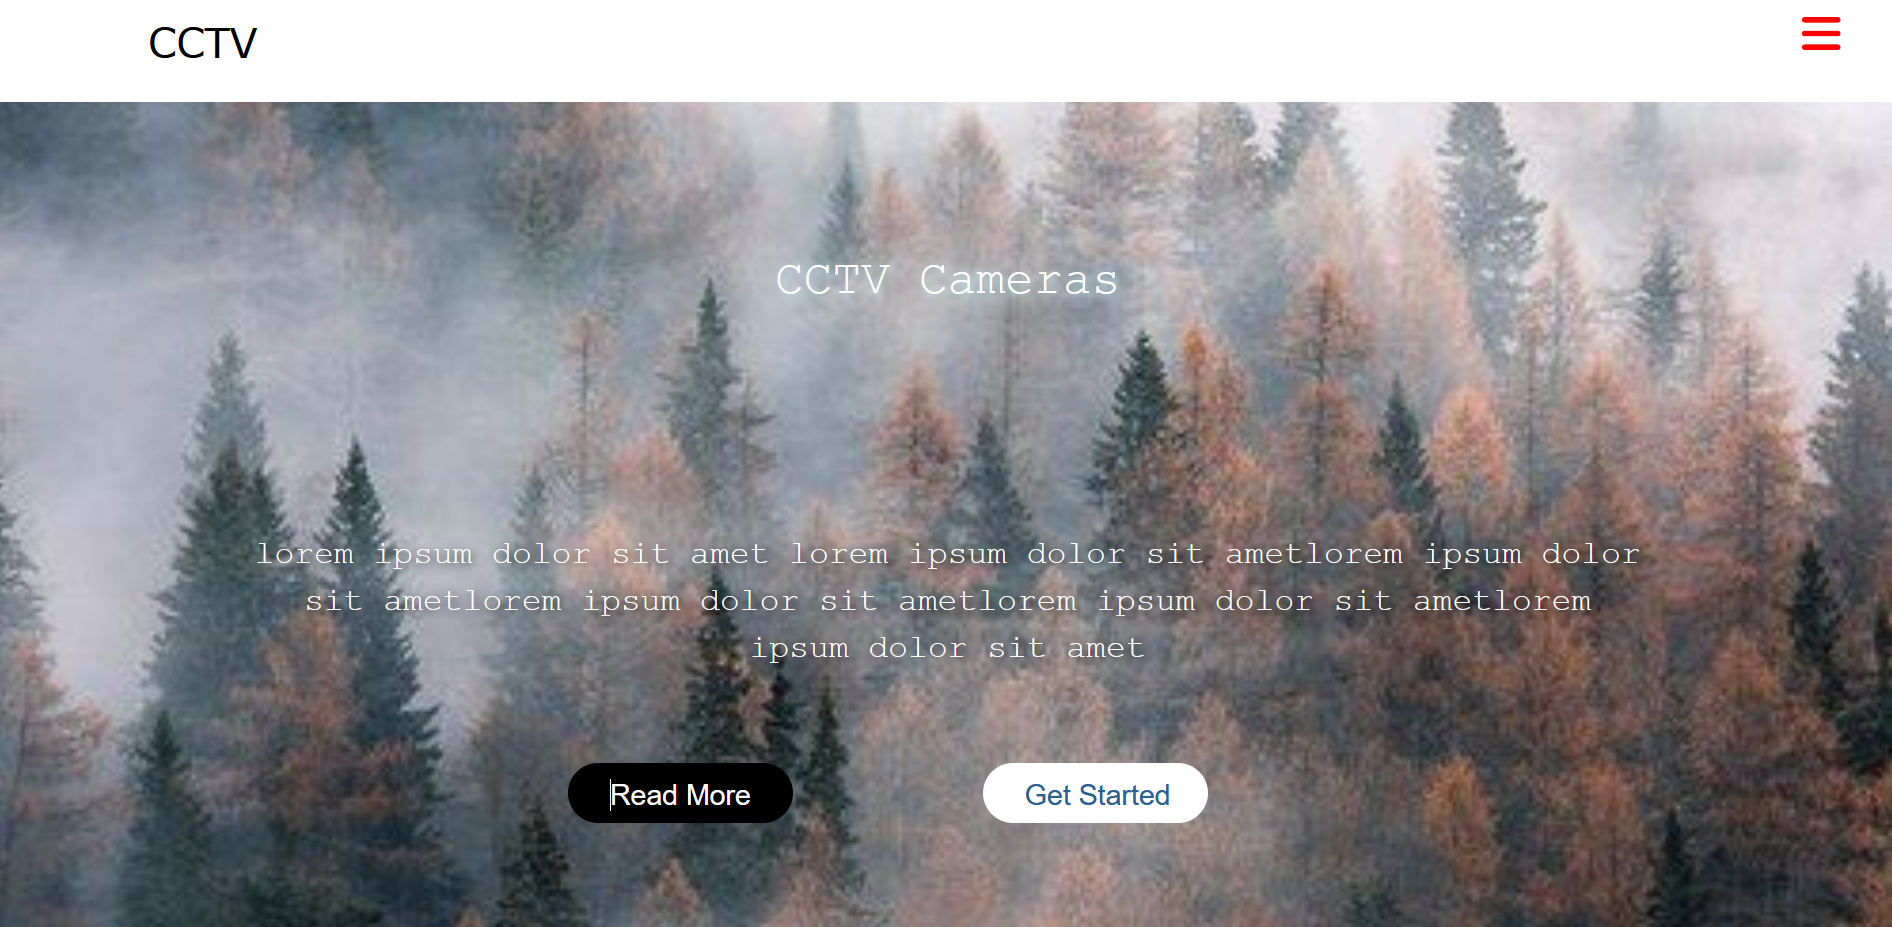 CCTV
CCTV Cameras
lorem ipsum dolor sit amet lorem ipsum dolor sit ametlorem ipsum dolor
sit ametlorem ipsum dolor sit ametlorem ipsum dolor sit ametlorem
ipsum dolor sit amet
Read More
Get Started